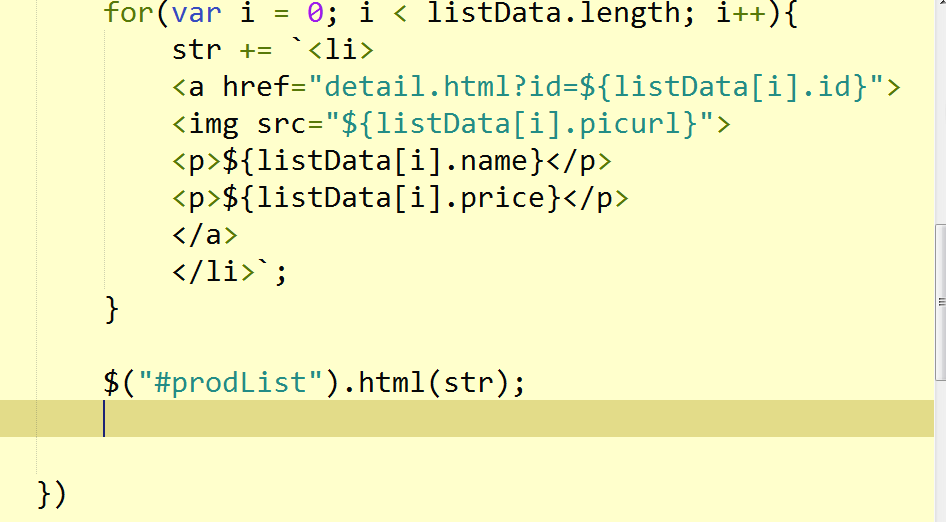 for(var i = 0; i < listData.length; i++){
str += `<li>
<a href="detail.html?id=${listData[i].id}">
<img src="${listData[i].picurl}">
<p>${listData[i].name}</p>
<p>${listData[i].price}</p>
</a>
</li>`;
}
$("#prodList").html(str);
})